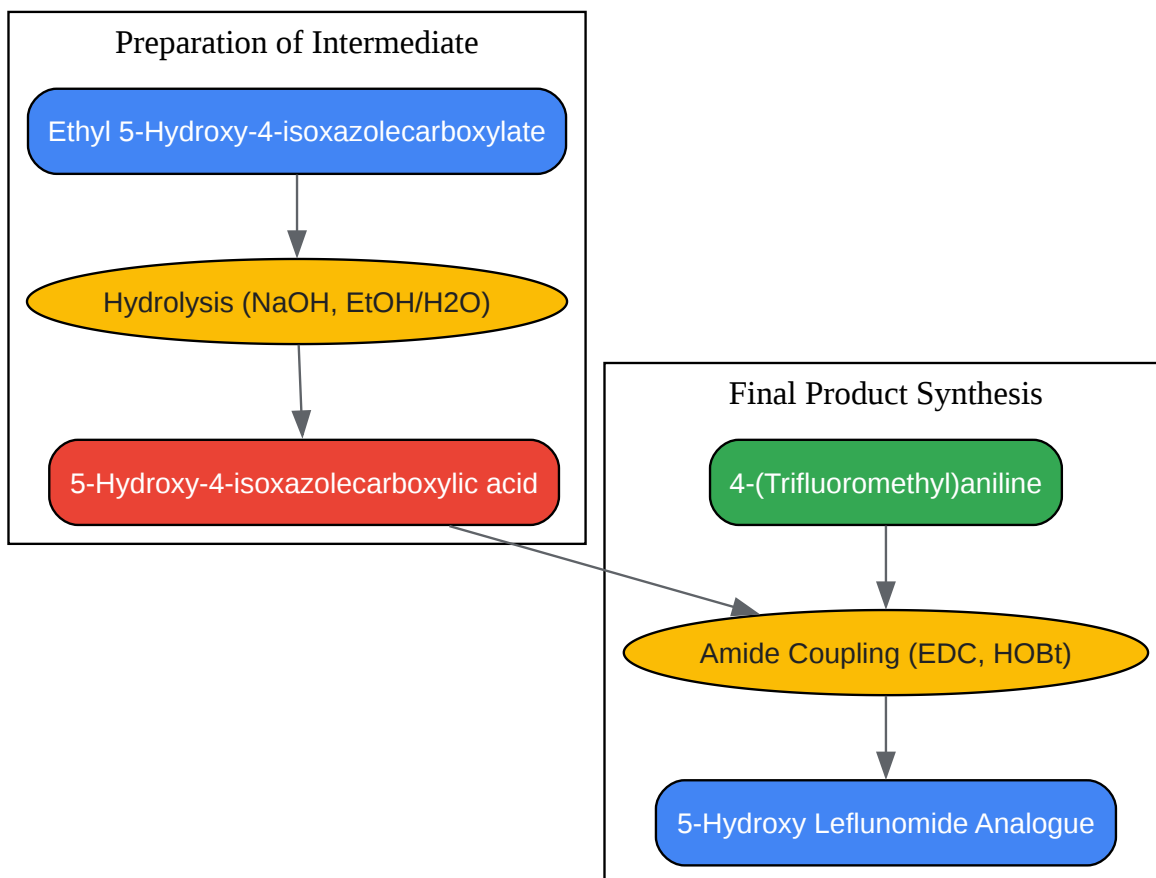 Preparation of Intermediate
Ethyl 5-Hydroxy-4-isoxazolecarboxylate
Hydrolysis (NaOH, EtOH/H2O)
5-Hydroxy-4-isoxazolecarboxylic acid
Final Product Synthesis
4-(Trifluoromethyl)aniline
Amide Coupling (EDC, HOBt)
5-Hydroxy Leflunomide Analogue